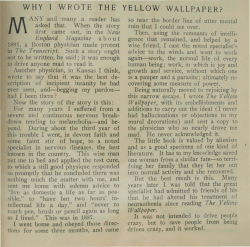 WHY I WROTE THE YELLOW WALLPAPER?
MANY and many a reader has
asked that. When the story
first came out, in the New
England Magazine about
1891, a Boston physician made protest
in The Transcript. Such a story ought
not to be written, he said; it was enough
to drive anyone mad to read it.
Another physician, in Kansas I think,
wrote to say that it was the best de-
scription of incipient insanity he had
ever seen, and—begging my pardon—
had I been there?
Now the story of the story is this:
For many years I suffered from a
severe and continuous nervous break-
down tending to melancholia—and be-
yond. During about the third year of
this trouble I went, in devout faith and
some faint stir of hope, to a noted
specialist in nervous diseases, the best
known in the country. This wise man
put me to bed and applied the rest cure,
to which a still good physique responded
so promptly that he concluded there was
nothing much the matter with me, and
sent me home with solemn advice to
"live as domestic a life as far as pos-
sible," to "have but two hours' in-
tellectual life a day," and "never to
touch pen, brush or pencil again as long
as I lived." This was in 1887.
I went home and obeyed those direc-
tions for some three months, and came
so near the border line of utter mental
ruin that I could see over.
Then, using the remnants of intelli-
gence that remained, and helped by a
wise friend, I cast the noted specialist's
advice to the winds and went to work
again—work, the normal life of every
human being; work, in which is joy and
growth and service, without which one
is a pauper and a parasite; ultimately re-
covering some measure of power.
Being naturally moved to rejoicing by
this narrow escape, I wrote The Yellow
Wallpaper, with its embellishments and
additions to carry out the ideal (I never
had hallucinations or objections to my
mural decorations) and sent a copy to
the physician who so nearly drove me
mad. He never acknowledged it.
The little book is valued by alienists
and as a good specimen of one kind of
literature. It has to my knowledge saved
one woman from a similar fate—so terri-
fying her family that they let her out
into normal activity and she recovered.
But the best result is this. Many
years later I was told that the great
specialist had admitted to friends of his
that he had altered his treatment of
neurasthenia since reading The Yellow
Wallpaper.
It was not intended to drive people
crazy, but to save people from being
driven crazy, and it worked.